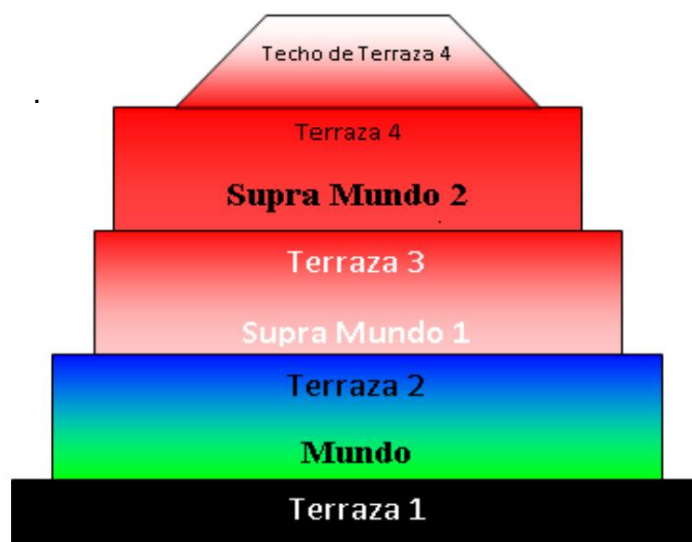 Techo de Terraza 4
Terraza 4
Supra Mundo 2
Terraza 3
Supra Mundo 1
Terraza 2
Mundo
Terraza 1